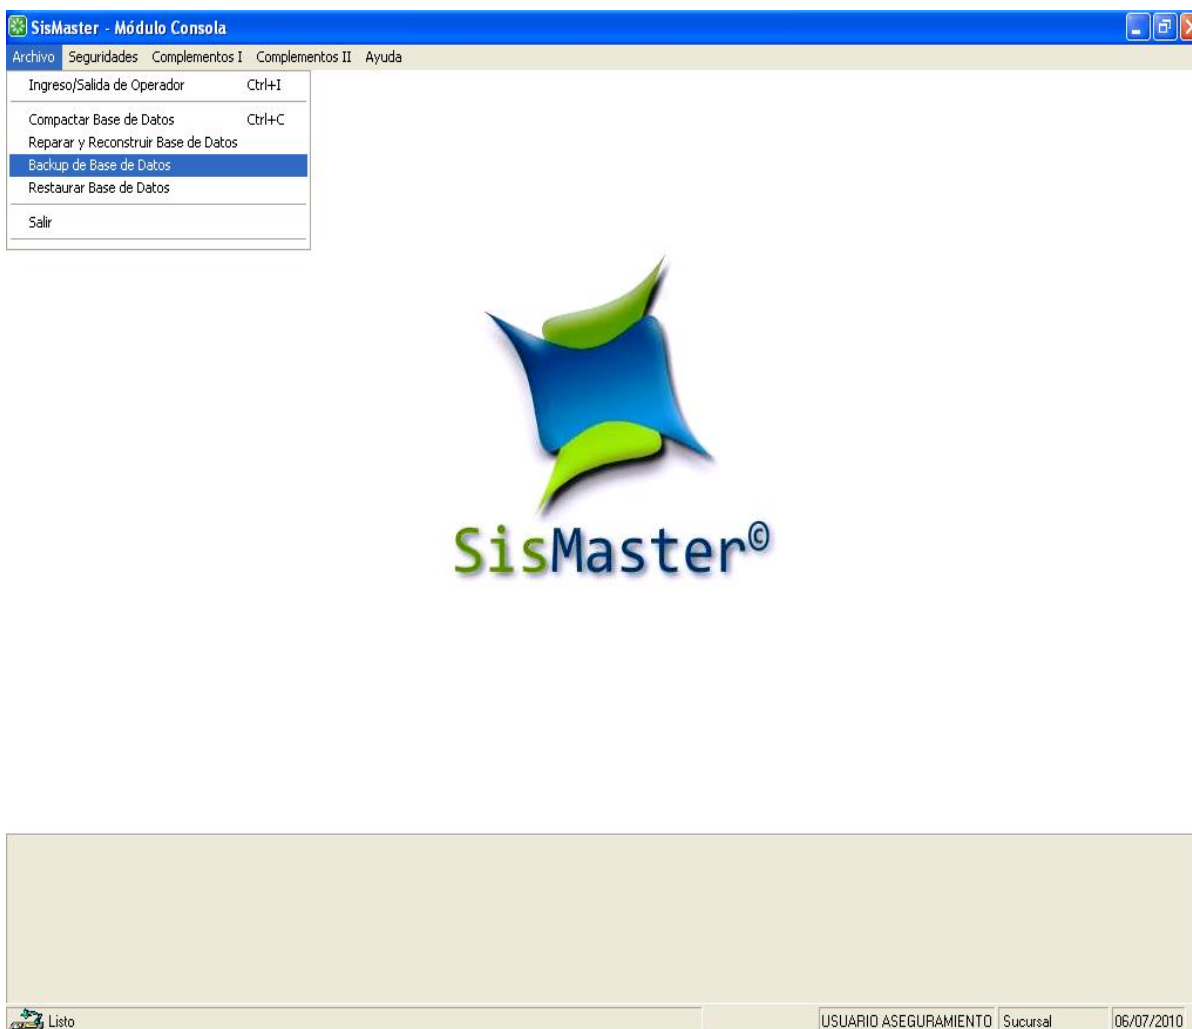 SisMaster - Módulo Consola
Archivo Seguridades Complementos I Complementos II Ayuda
Ingreso/Salida de Operador Ctrl+I
Compactar Base de Datos Ctrl+C
Reparar y Reconstruir Base de Datos
Backup de Base de Datos
Restaurar Base de Datos
Salir
SisMaster©
Listo USUARIO ASEGURAMIENTO Sucursal 06/07/2010